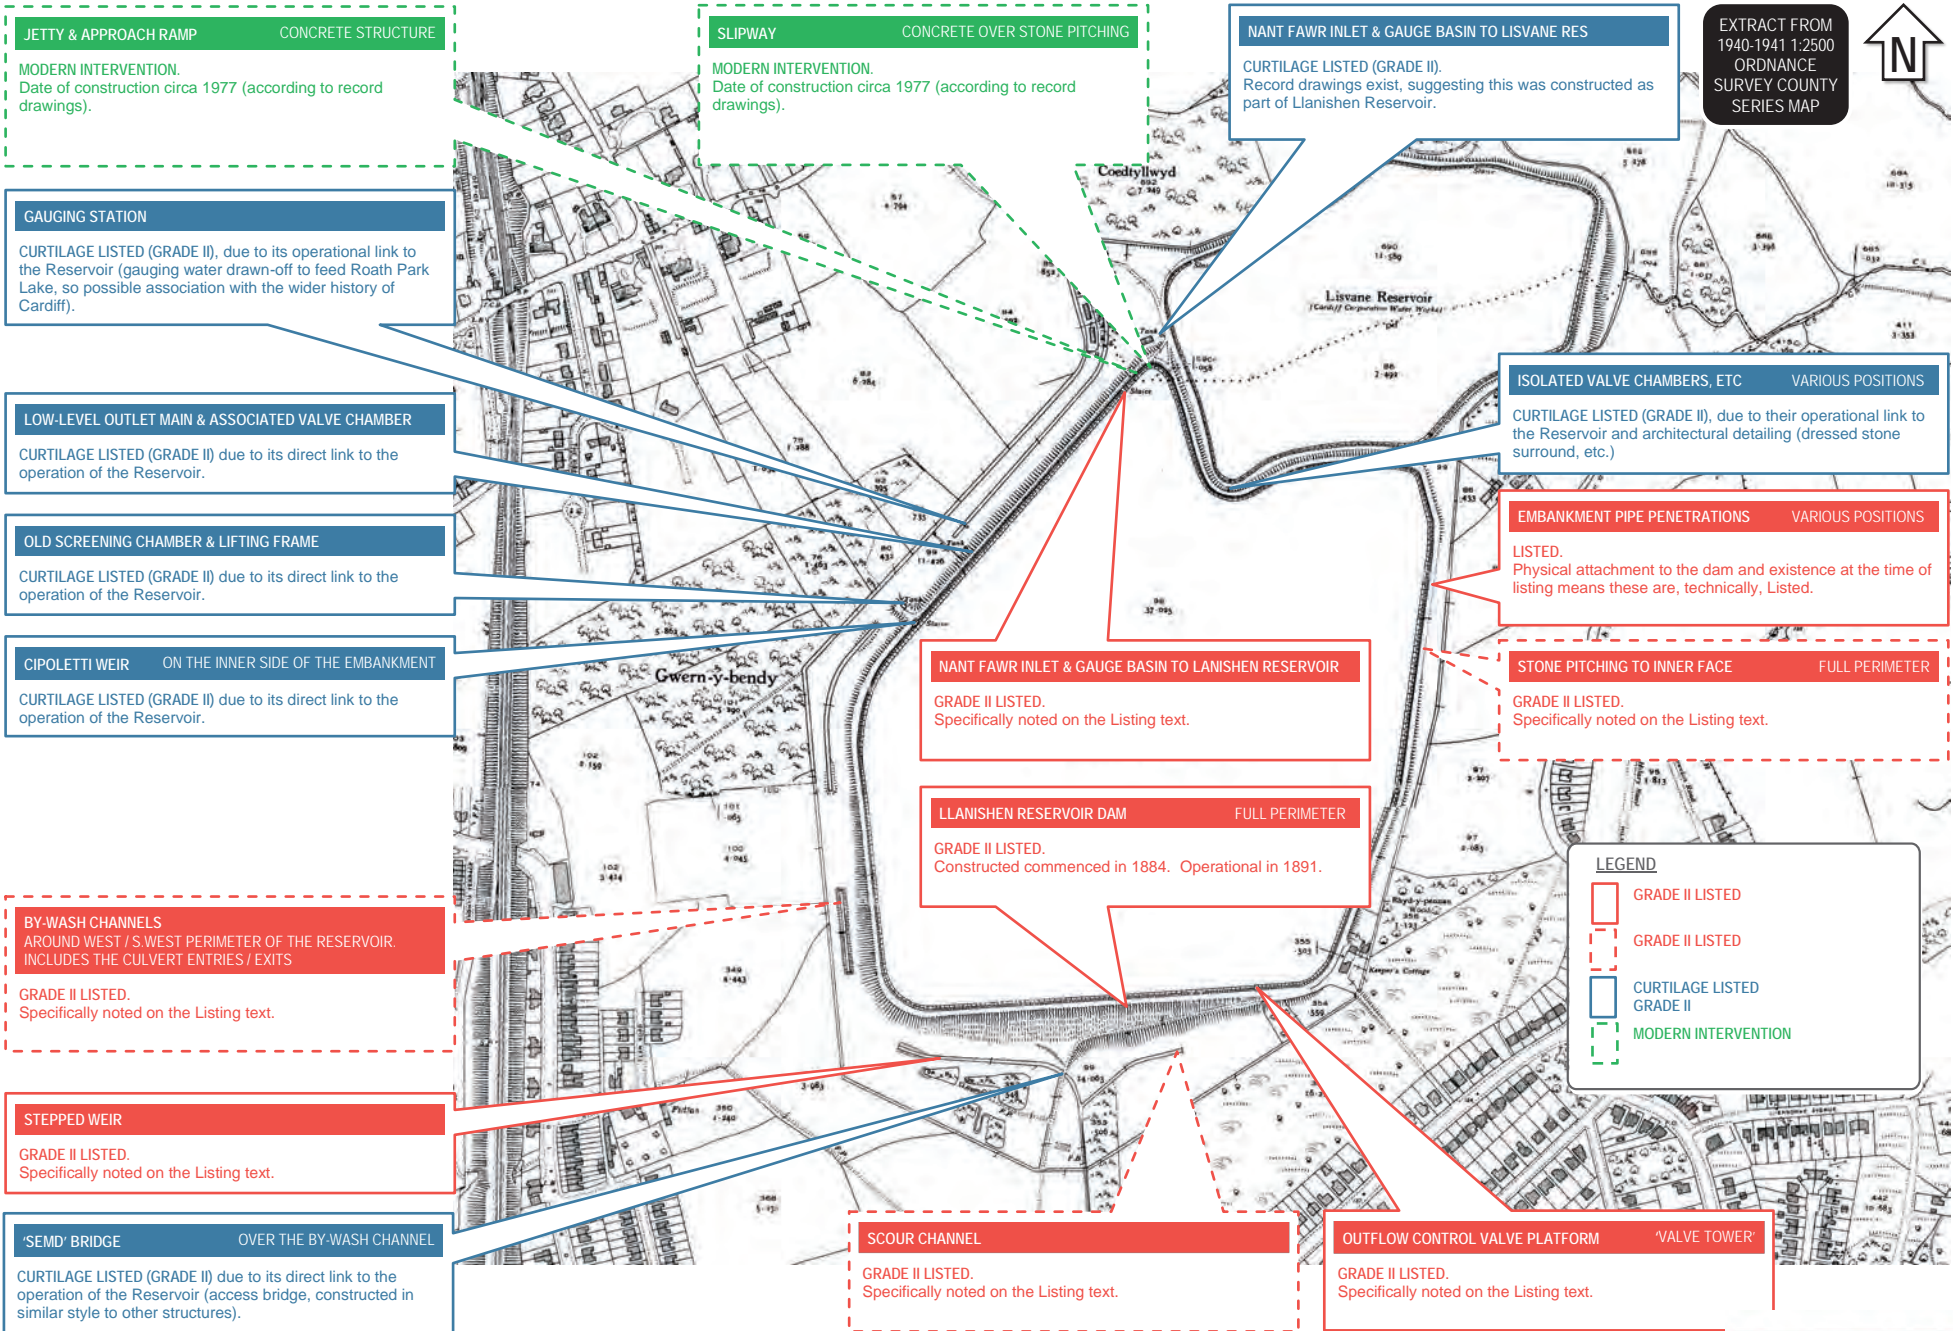 JETTY & APPROACH RAMP CONCRETE STRUCTURE
MODERN INTERVENTION.
Date of construction circa 1977 (according to record
drawings).
SLIPWAY CONCRETE OVER STONE PITCHING
MODERN INTERVENTION.
Date of construction circa 1977 (according to record
drawings).
NANT FAWR INLET & GAUGE BASIN TO LISVANE RES
CURTILAGE LISTED (GRADE II).
Record drawings exist, suggesting this was constructed as
part of Llanishen Reservoir.
EXTRACT FROM
1940-1941 1:2500
ORDNANCE
SURVEY COUNTY
SERIES MAP
N
GAUGING STATION
CURTILAGE LISTED (GRADE II), due to its operational link to
the Reservoir (gauging water drawn-off to feed Roath Park
Lake, so possible association with the wider history of
Cardiff).
LOW-LEVEL OUTLET MAIN & ASSOCIATED VALVE CHAMBER
CURTILAGE LISTED (GRADE II) due to its direct link to the
operation of the Reservoir.
OLD SCREENING CHAMBER & LIFTING FRAME
CURTILAGE LISTED (GRADE II) due to its direct link to the
operation of the Reservoir.
CIPOLETTI WEIR ON THE INNER SIDE OF THE EMBANKMENT
CURTILAGE LISTED (GRADE II) due to its direct link to the
operation of the Reservoir.
BY-WASH CHANNELS
AROUND WEST / S.WEST PERIMETER OF THE RESERVOIR.
INCLUDES THE CULVERT ENTRIES / EXITS
GRADE II LISTED.
Specifically noted on the Listing text.
STEPPED WEIR
GRADE II LISTED.
Specifically noted on the Listing text.
'SEMD' BRIDGE OVER THE BY-WASH CHANNEL
CURTILAGE LISTED (GRADE II) due to its direct link to the
operation of the Reservoir (access bridge, constructed in
similar style to other structures).
Coedtyllwyd
Lisvane Reservoir
(Cardiff Corporation Water Works)
Gwern-y-bendy
Keeper's Cottage
ISOLATED VALVE CHAMBERS, ETC VARIOUS POSITIONS
CURTILAGE LISTED (GRADE II), due to their operational link to
the Reservoir and architectural detailing (dressed stone
surround, etc.)
EMBANKMENT PIPE PENETRATIONS VARIOUS POSITIONS
LISTED.
Physical attachment to the dam and existence at the time of
listing means these are, technically, Listed.
STONE PITCHING TO INNER FACE FULL PERIMETER
GRADE II LISTED.
Specifically noted on the Listing text.
NANT FAWR INLET & GAUGE BASIN TO LANISHEN RESERVOIR
GRADE II LISTED.
Specifically noted on the Listing text.
LLANISHEN RESERVOIR DAM FULL PERIMETER
GRADE II LISTED.
Constructed commenced in 1884. Operational in 1891.
LEGEND
GRADE II LISTED
GRADE II LISTED
CURTILAGE LISTED
GRADE II
MODERN INTERVENTION
SCOUR CHANNEL
GRADE II LISTED.
Specifically noted on the Listing text.
OUTFLOW CONTROL VALVE PLATFORM 'VALVE TOWER'
GRADE II LISTED.
Specifically noted on the Listing text.